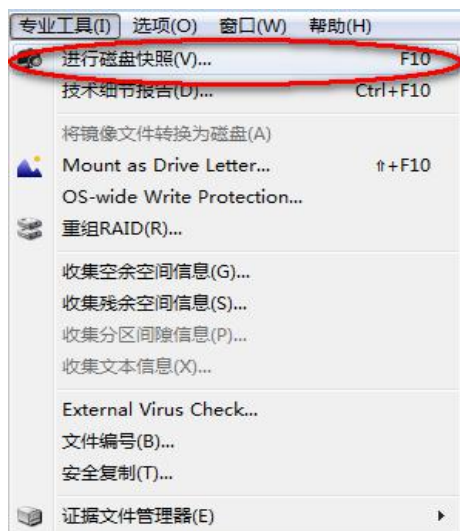 专业工具(I) 选项(O) 窗口(W) 帮助(H)
进行磁盘快照(V)... F10
技术细节报告(D)... Ctrl+F10
将镜像文件转换为磁盘(A)
Mount as Drive Letter... ⇑+F10
OS-wide Write Protection...
重组RAID(R)...
收集空余空间信息(G)...
收集残余空间信息(S)...
收集分区间隙信息(P)...
收集文本信息(X)...
External Virus Check...
文件编号(B)...
安全复制(T)...
证据文件管理器(E)